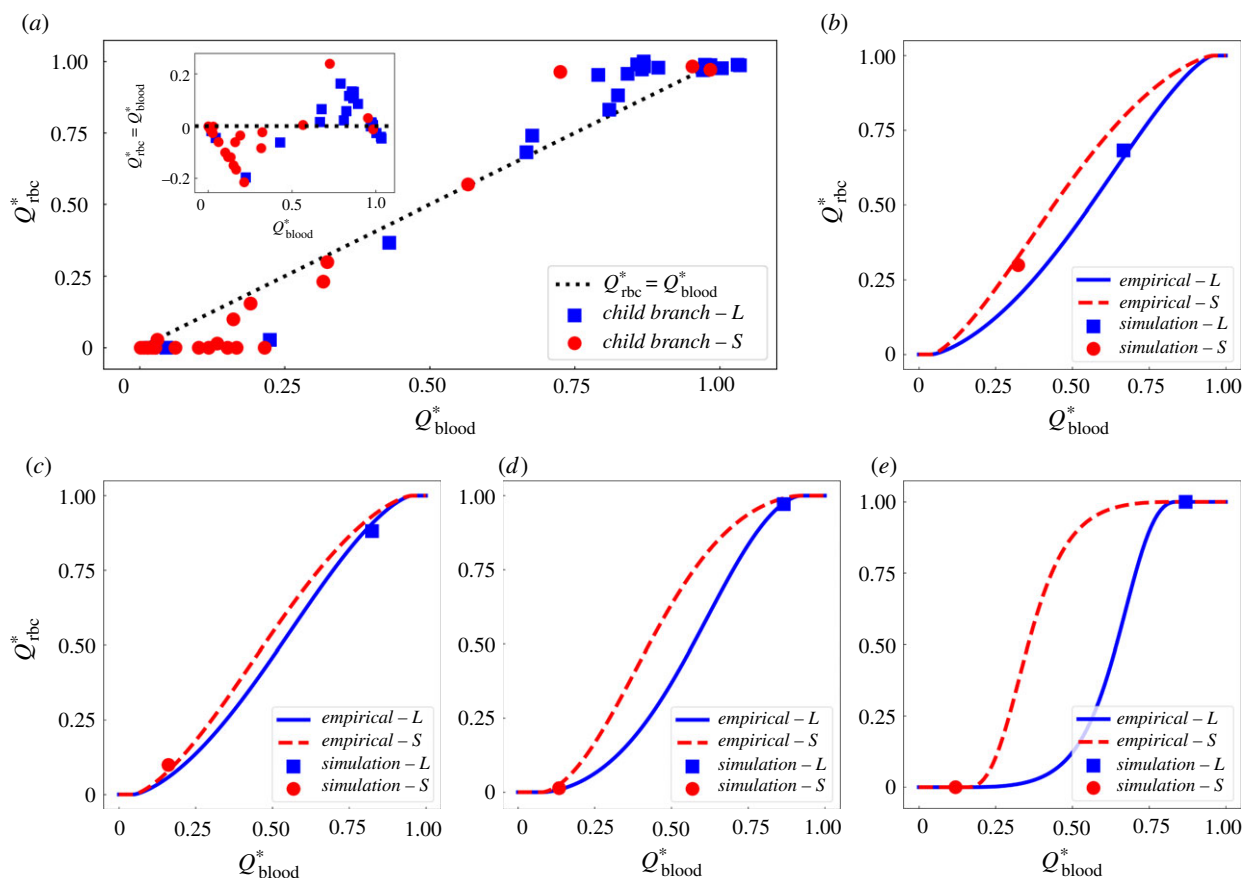 (a)
1.00
0.75
0.50
0.25
0
Q*rbc
0.2
0
−0.2
Q*rbc = Q*blood
0 0.5 1.0
Q*blood
Q*rbc = Q*blood
child branch – L
child branch – S
0 0.25 0.50 0.75 1.00
Q*blood
(b)
1.00
0.75
0.50
0.25
0
Q*rbc
empirical – L
empirical – S
simulation – L
simulation – S
0 0.25 0.50 0.75 1.00
Q*blood
(c)
1.00
0.75
0.50
0.25
0
Q*rbc
empirical – L
empirical – S
simulation – L
simulation – S
0 0.25 0.50 0.75 1.00
Q*blood
(d)
1.00
0.75
0.50
0.25
0
empirical – L
empirical – S
simulation – L
simulation – S
0 0.25 0.50 0.75 1.00
Q*blood
(e)
1.00
0.75
0.50
0.25
0
empirical – L
empirical – S
simulation – L
simulation – S
0 0.25 0.50 0.75 1.00
Q*blood